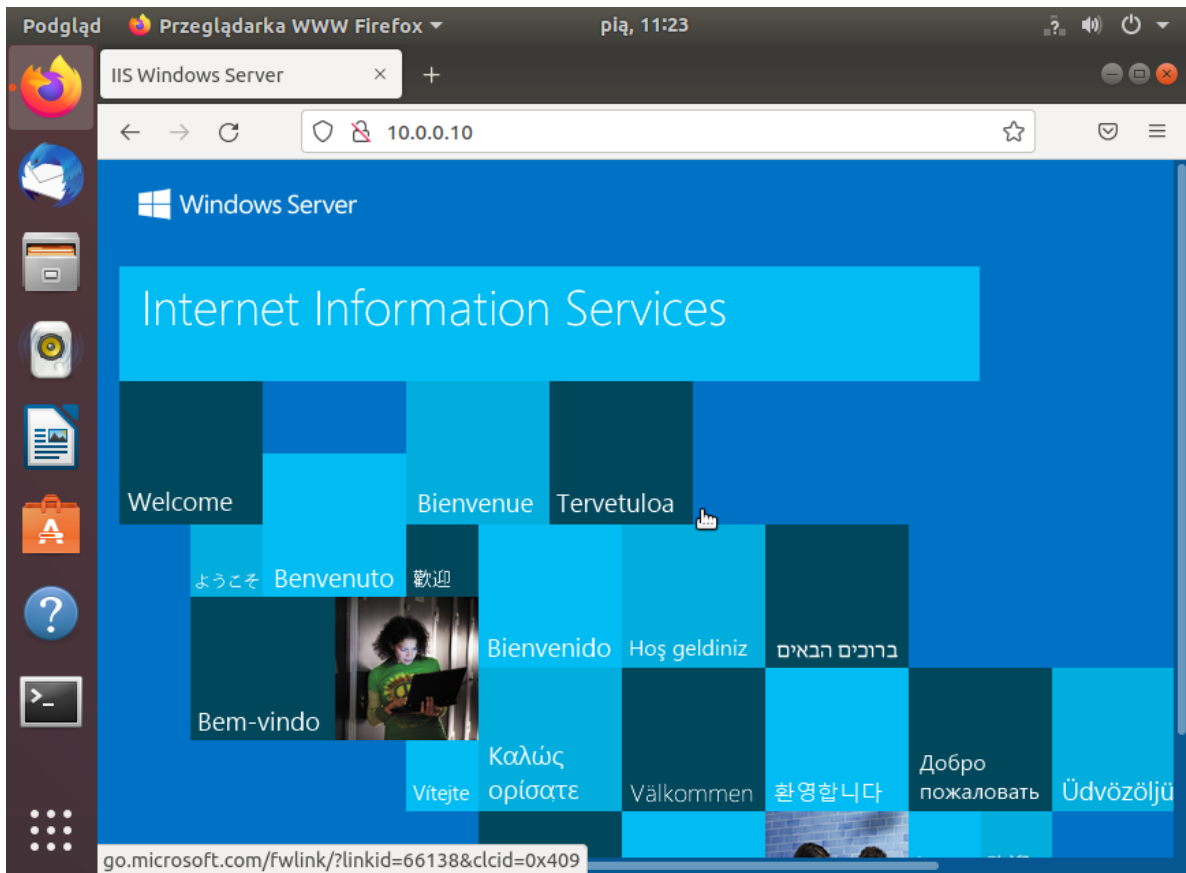 Podgląd Przeglądarka WWW Firefox pią, 11:23
IIS Windows Server
10.0.0.10
Windows Server
Internet Information Services
Welcome
Bienvenue
Tervetuloa
ようこそ
Benvenuto
歡迎
Bienvenido
Hoş geldiniz
ברוכים הבאים
Bem-vindo
Vítejte
Καλώς
ορίσατε
Välkommen
환영합니다
Добро
пожаловать
Üdvözöljü
go.microsoft.com/fwlink/?linkid=66138&clcid=0x409